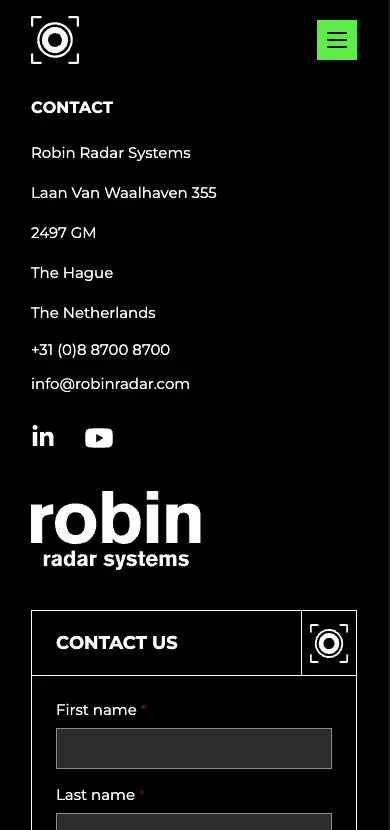 CONTACT
Robin Radar Systems
Laan Van Waalhaven 355
2497 GM
The Hague
The Netherlands
+31 (0)8 8700 8700
info@robinradar.com
in
robin
radar systems
CONTACT US
First name *
Last name *